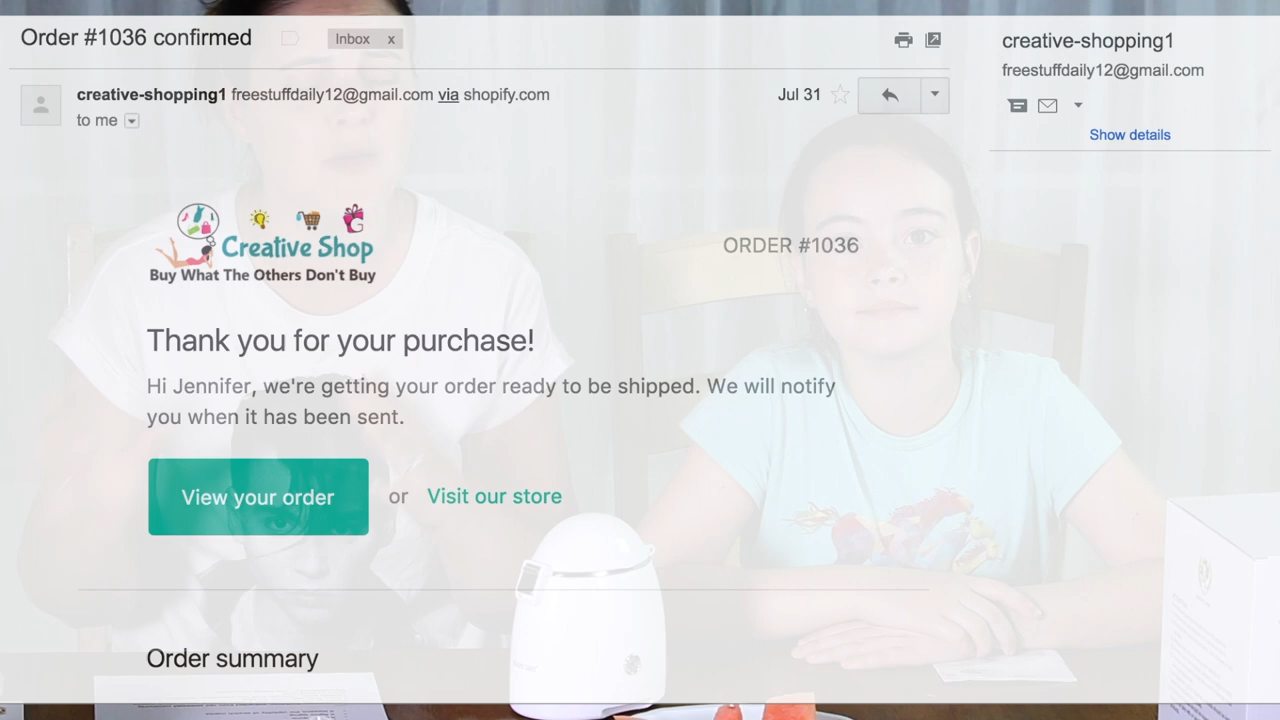 Order #1036 confirmed
Inbox x
creative-shopping1
freestuffdaily12@gmail.com
creative-shopping1 freestuffdaily12@gmail.com via shopify.com
Jul 31
to me
Show details
Creative Shop
Buy What The Others Don't Buy
ORDER #1036
Thank you for your purchase!
Hi Jennifer, we're getting your order ready to be shipped. We will notify
you when it has been sent.
View your order or Visit our store
Order summary